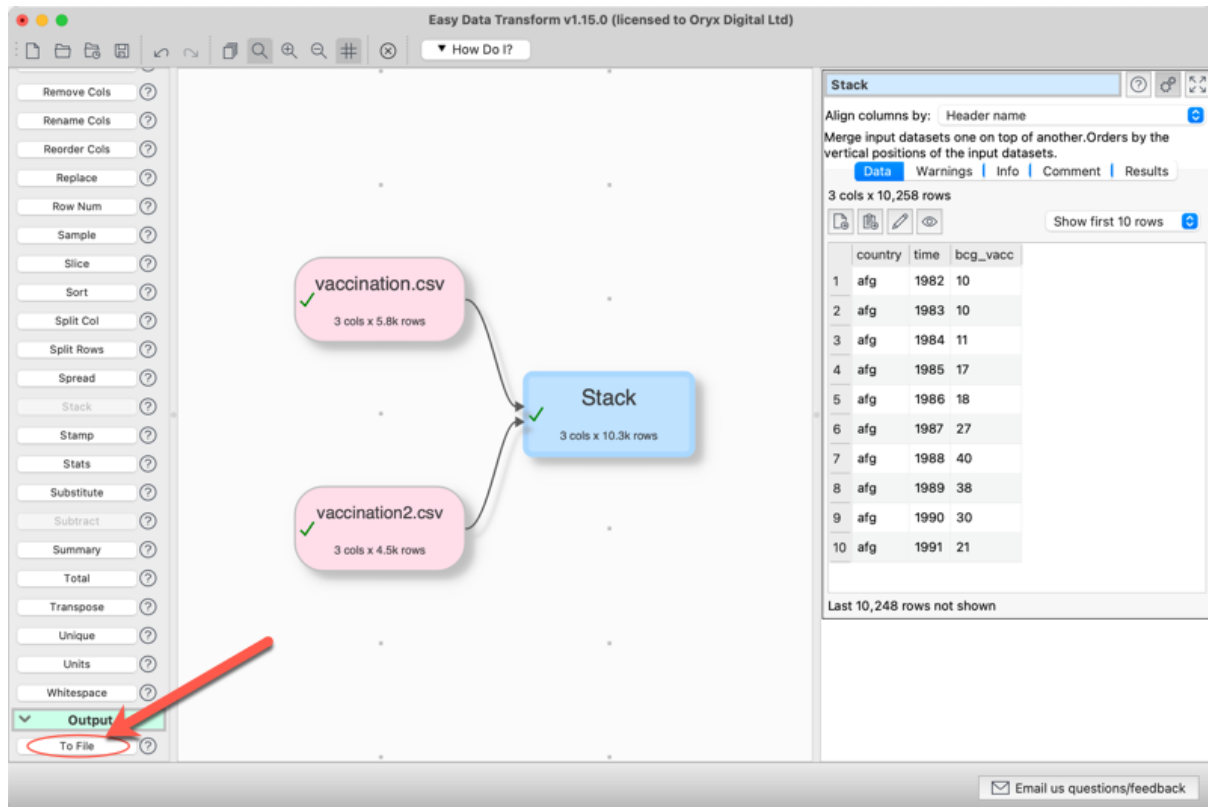 Easy Data Transform v1.15.0 (licensed to Oryx Digital Ltd)
▼ How Do I?
Remove Cols
Rename Cols
Reorder Cols
Replace
Row Num
Sample
Slice
Sort
Split Col
Split Rows
Spread
Stack
Stamp
Stats
Substitute
Subtract
Summary
Total
Transpose
Unique
Units
Whitespace
Output
To File
vaccination.csv
3 cols x 5.8k rows
vaccination2.csv
3 cols x 4.5k rows
Stack
3 cols x 10.3k rows
Stack
Align columns by: Header name
Merge input datasets one on top of another.Orders by the
vertical positions of the input datasets.
Data Warnings Info Comment Results
3 cols x 10,258 rows
Show first 10 rows
country time bcg_vacc
1 afg 1982 10
2 afg 1983 10
3 afg 1984 11
4 afg 1985 17
5 afg 1986 18
6 afg 1987 27
7 afg 1988 40
8 afg 1989 38
9 afg 1990 30
10 afg 1991 21
Last 10,248 rows not shown
Email us questions/feedback